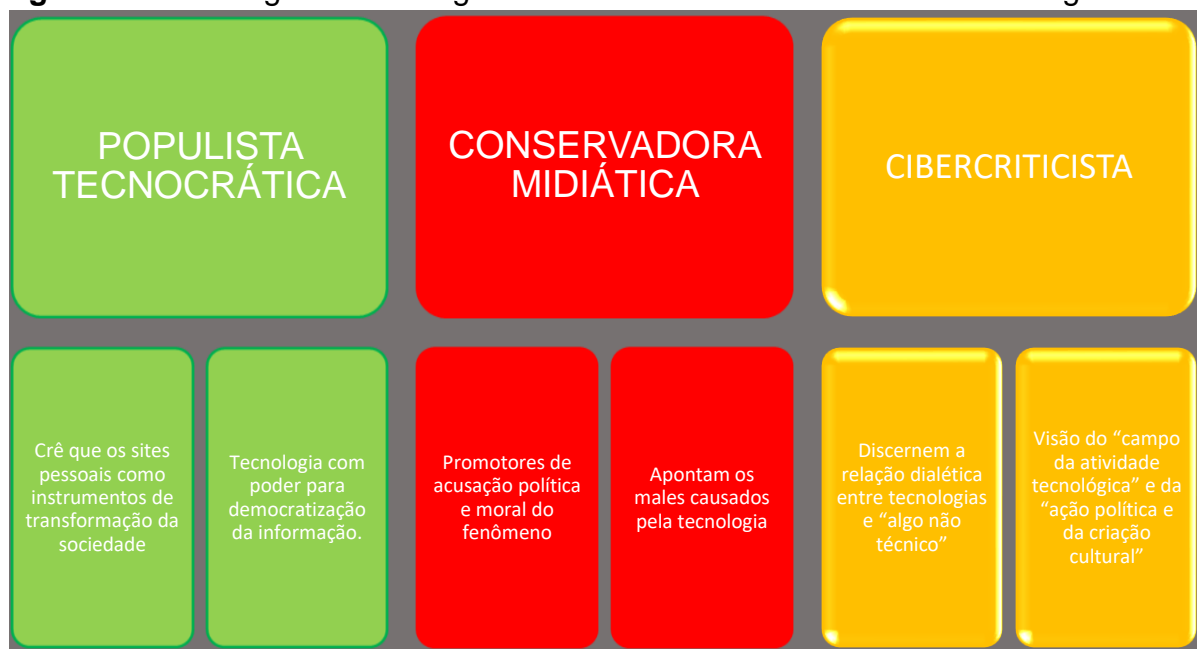 POPULISTA
TECNOCRÁTICA
CONSERVADORA
MIDIÁTICA
CIBERCRITICISTA
Crê que os sites
pessoais como
instrumentos de
transformação da
sociedade
Tecnologia com
poder para
democratização
da informação.
Promotores de
acusação política
e moral do
fenômeno
Apontam os
males causados
pela tecnologia
Discernem a
relação dialética
entre tecnologias
e “algo não
técnico”
Visão do “campo
da atividade
tecnológica” e da
“ação política e
da criação
cultural”